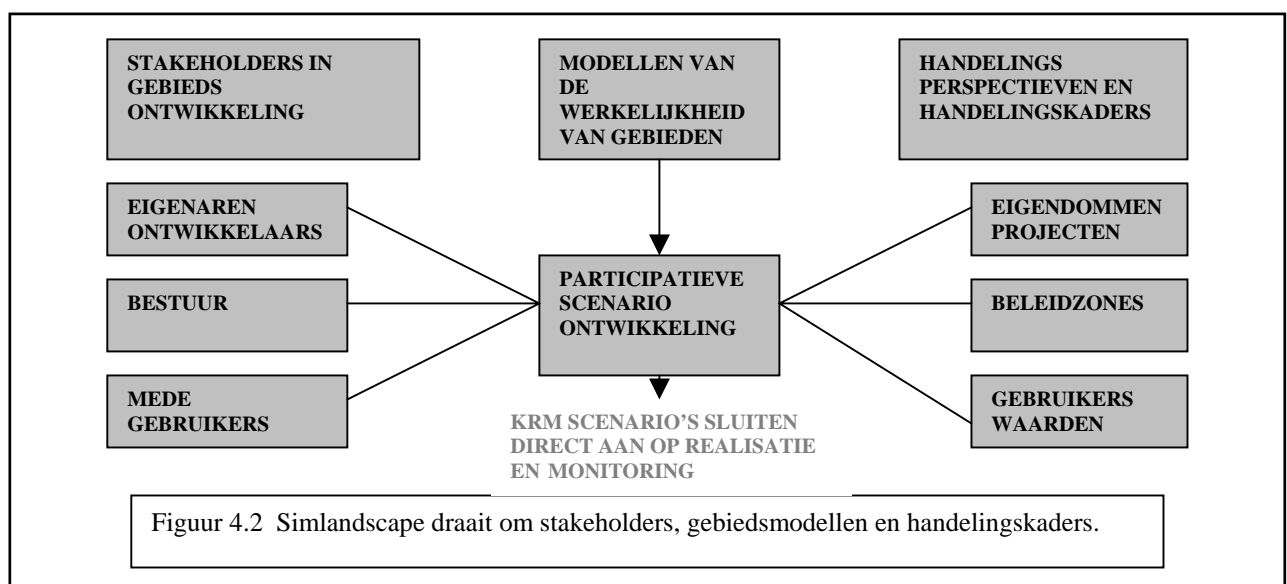 STAKEHOLDERS IN
GEBIEDS
ONTWIKKELING
MODELLEN VAN
DE
WERKELIJKHEID
VAN GEBIEDEN
HANDELINGS
PERSPECTIEVEN EN
HANDELINGSKADERS
EIGENAREN
ONTWIKKELAARS
BESTUUR
MEDE
GEBRUIKERS
PARTICIPATIEVE
SCENARIO
ONTWIKKELING
EIGENDOMMEN
PROJECTEN
BELEIDZONES
GEBRUIKERS
WAARDEN
KRM SCENARIO'S SLUITEN
DIRECT AAN OP REALISATIE
EN MONITORING
Figuur 4.2 Simlandscape draait om stakeholders, gebiedsmodellen en handelingskaders.